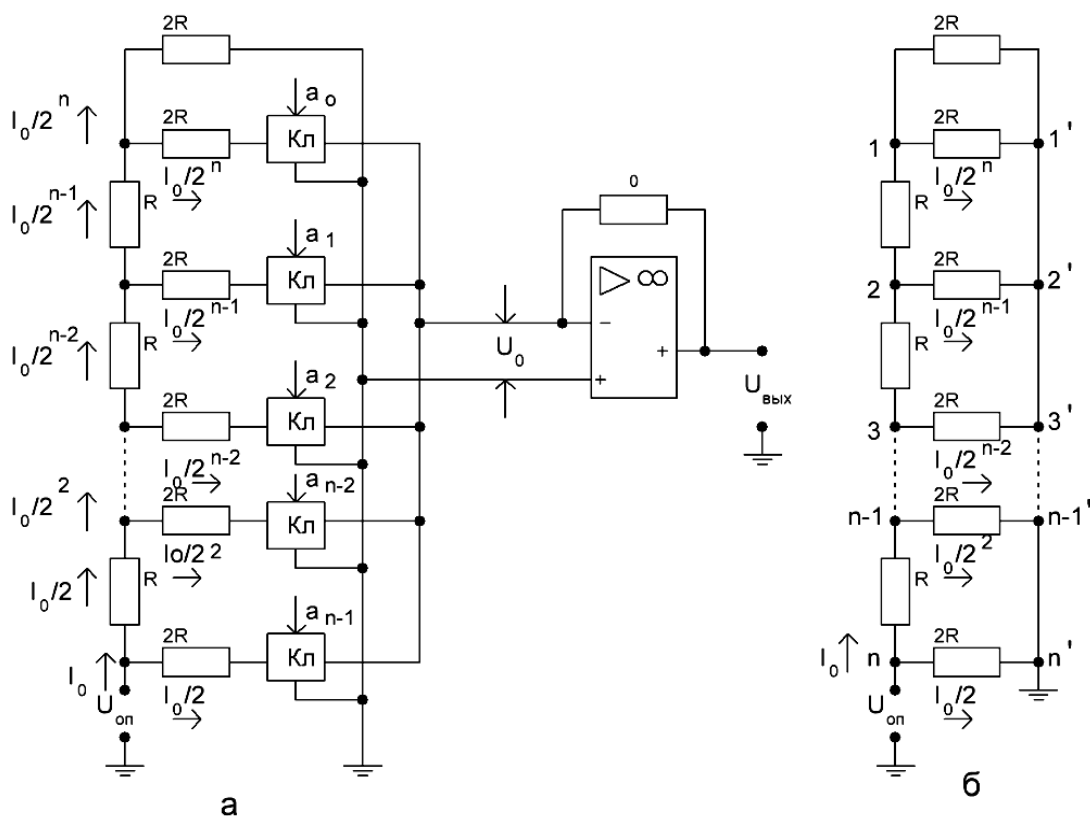 2R
I₀/2ⁿ
2R
Кл
a₀
I₀/2ⁿ
I₀/2ⁿ⁻¹
R
2R
Кл
a₁
I₀/2ⁿ⁻¹
I₀/2ⁿ⁻²
R
2R
Кл
a₂
I₀/2ⁿ⁻²
I₀/2²
2R
Кл
aₙ₋₂
Io/2²
I₀/2
R
2R
Кл
aₙ₋₁
I₀
Uоп
I₀/2
U₀
0
▷ ∞
−
+
+
Uвых
а
2R
1
2R
1'
I₀/2ⁿ
R
2
2R
2'
I₀/2ⁿ⁻¹
R
3
2R
3'
I₀/2ⁿ⁻²
n-1
2R
n-1'
I₀/2²
R
I₀
n
2R
n'
Uоп
I₀/2
б